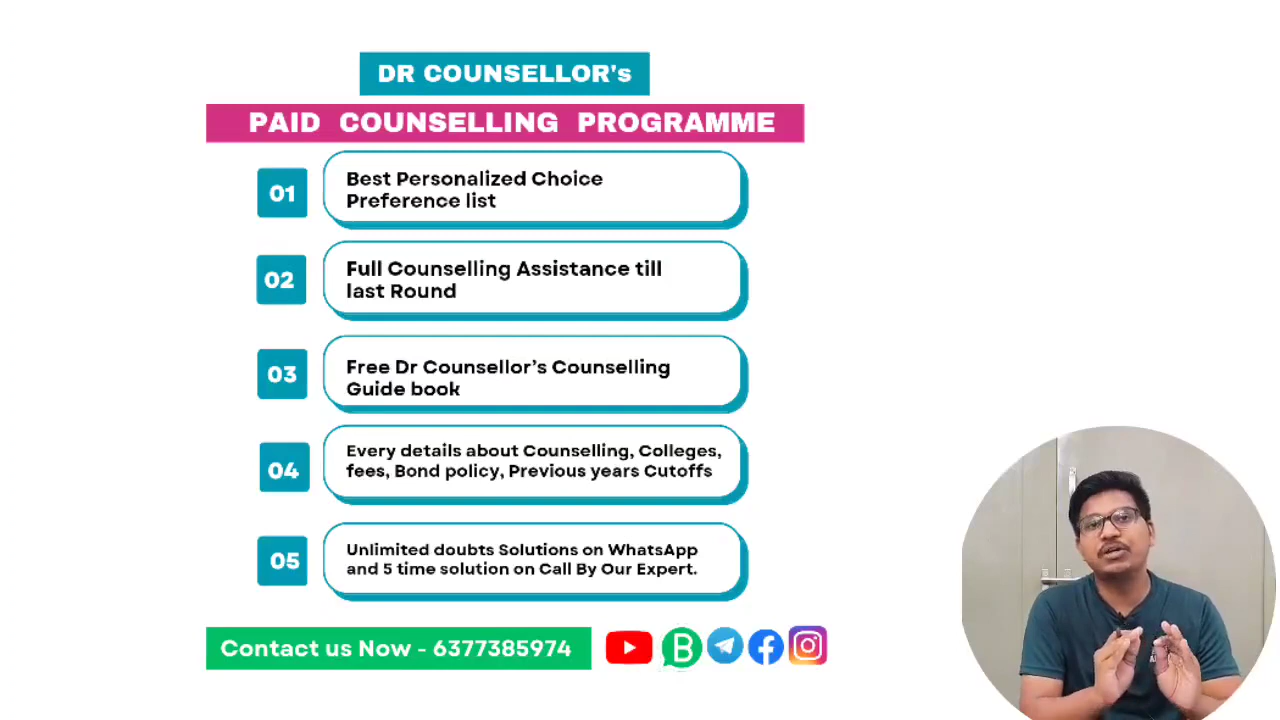 DR COUNSELLOR's
PAID COUNSELLING PROGRAMME
01
Best Personalized Choice
Preference list
02
Full Counselling Assistance till
last Round
03
Free Dr Counsellor's Counselling
Guide book
04
Every details about Counselling, Colleges,
fees, Bond policy, Previous years Cutoffs
05
Unlimited doubts Solutions on WhatsApp
and 5 time solution on Call By Our Expert.
Contact us Now - 6377385974
B